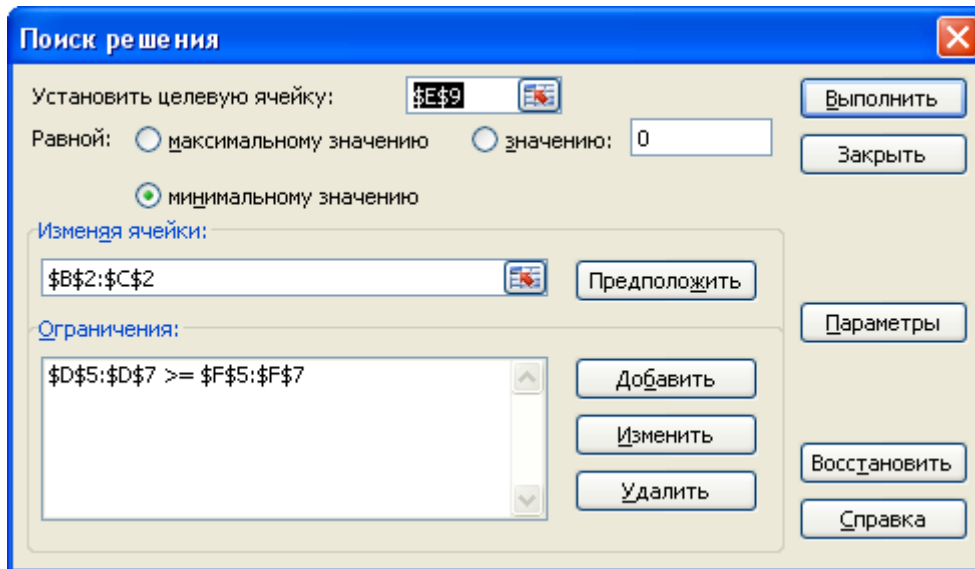 Поиск решения
Установить целевую ячейку: $E$9
Равной: максимальному значению значению: 0
минимальному значению
Выполнить
Закрыть
Изменяя ячейки:
$B$2:$C$2
Предположить
Ограничения:
$D$5:$D$7 >= $F$5:$F$7
Добавить
Изменить
Удалить
Параметры
Восстановить
Справка